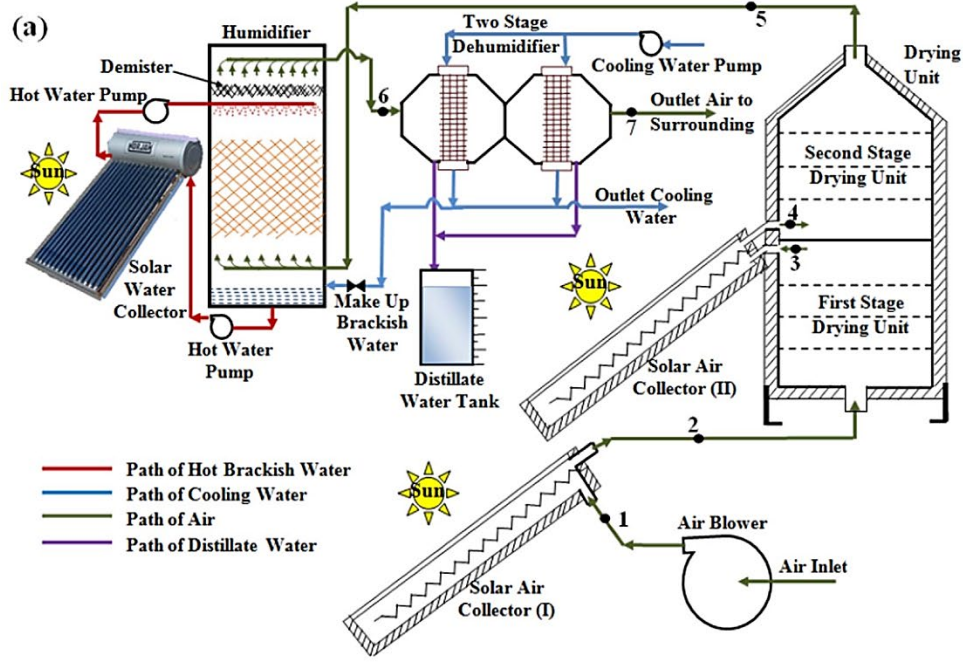 (a)
Humidifier
Demister
Hot Water Pump
Sun
Solar
Water
Collector
Hot Water
Pump
Two Stage
Dehumidifier
Cooling Water Pump
6
7
Outlet Air to
Surrounding
Outlet Cooling
Water
Make Up
Brackish
Water
Distillate
Water Tank
5
Drying
Unit
Second Stage
Drying Unit
4
3
First Stage
Drying Unit
Sun
Solar Air
Collector (II)
2
Sun
1
Air Blower
Air Inlet
Solar Air
Collector (I)
Path of Hot Brackish Water
Path of Cooling Water
Path of Air
Path of Distillate Water